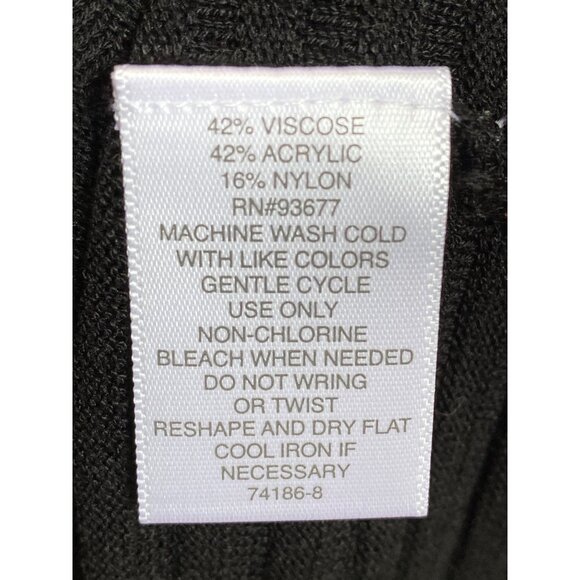 42% VISCOSE
42% ACRYLIC
16% NYLON
RN#93677
MACHINE WASH COLD
WITH LIKE COLORS
GENTLE CYCLE
USE ONLY
NON-CHLORINE
BLEACH WHEN NEEDED
DO NOT WRING
OR TWIST
RESHAPE AND DRY FLAT
COOL IRON IF
NECESSARY
74186-8